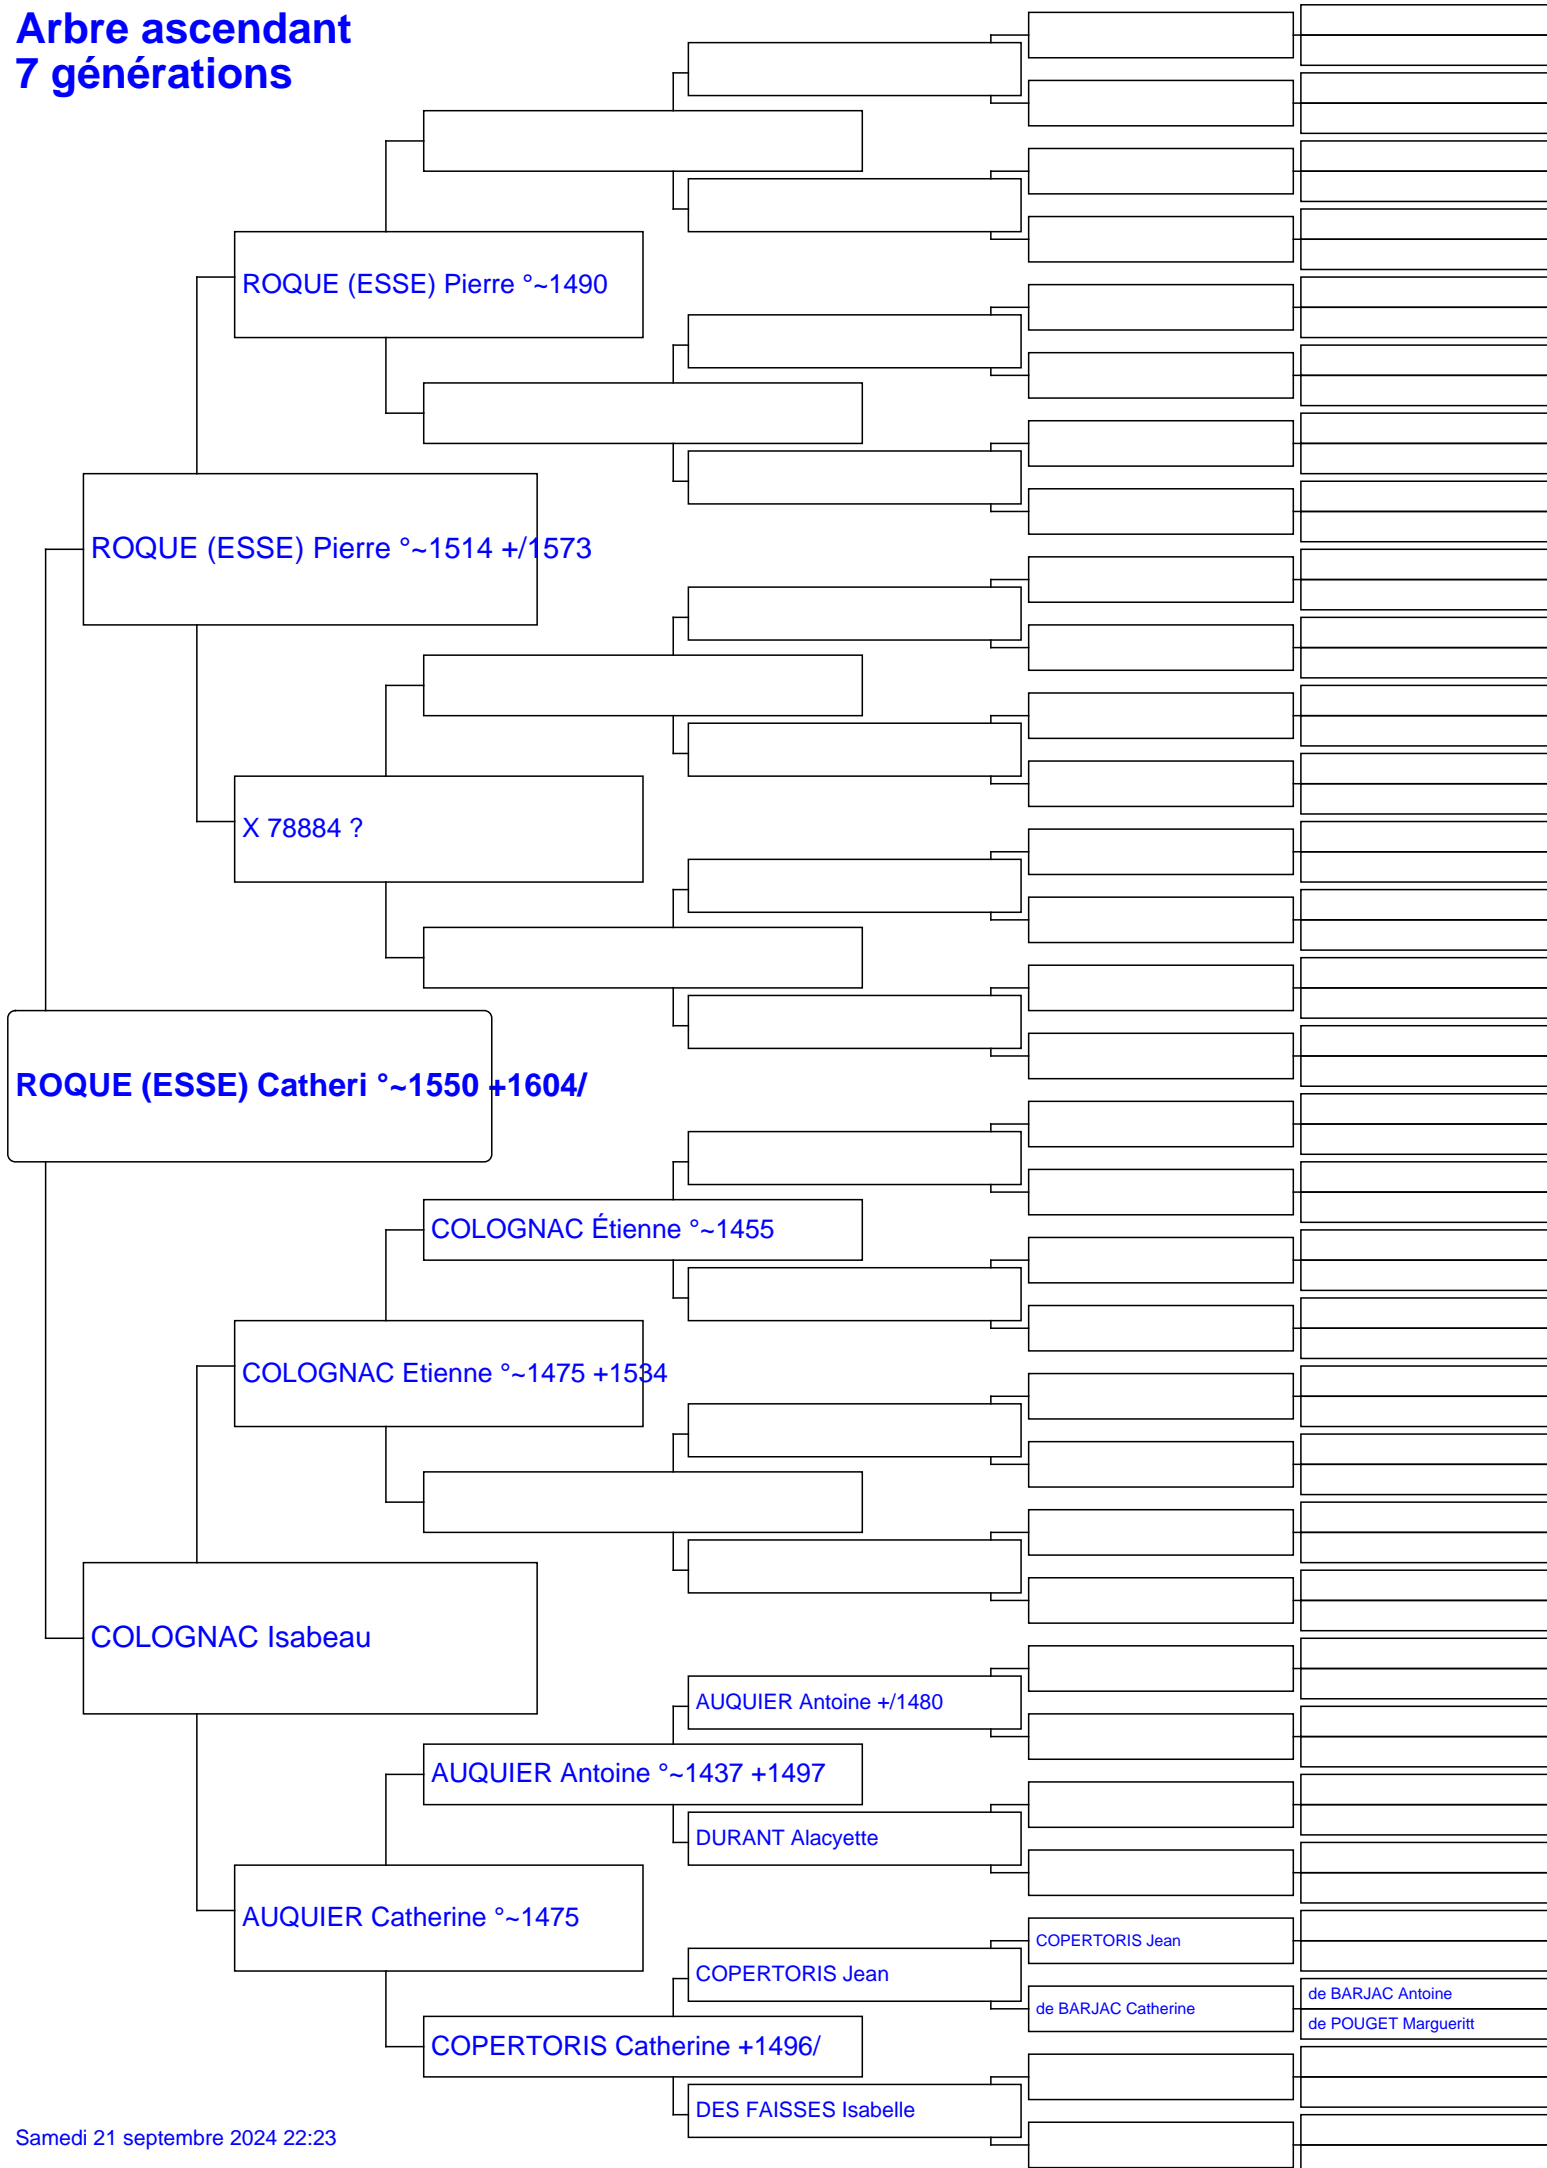 Arbre ascendant
7 générations
ROQUE (ESSE) Pierre °~1490
ROQUE (ESSE) Pierre °~1514 +/1573
X 78884 ?
ROQUE (ESSE) Catheri °~1550 +1604/
COLOGNAC Étienne °~1455
COLOGNAC Etienne °~1475 +1534
COLOGNAC Isabeau
AUQUIER Antoine +/1480
AUQUIER Antoine °~1437 +1497
DURANT Alacyette
AUQUIER Catherine °~1475
COPERTORIS Jean
COPERTORIS Jean
de BARJAC Antoine
de BARJAC Catherine
de POUGET Margueritt
COPERTORIS Catherine +1496/
DES FAISSES Isabelle
Samedi 21 septembre 2024 22:23